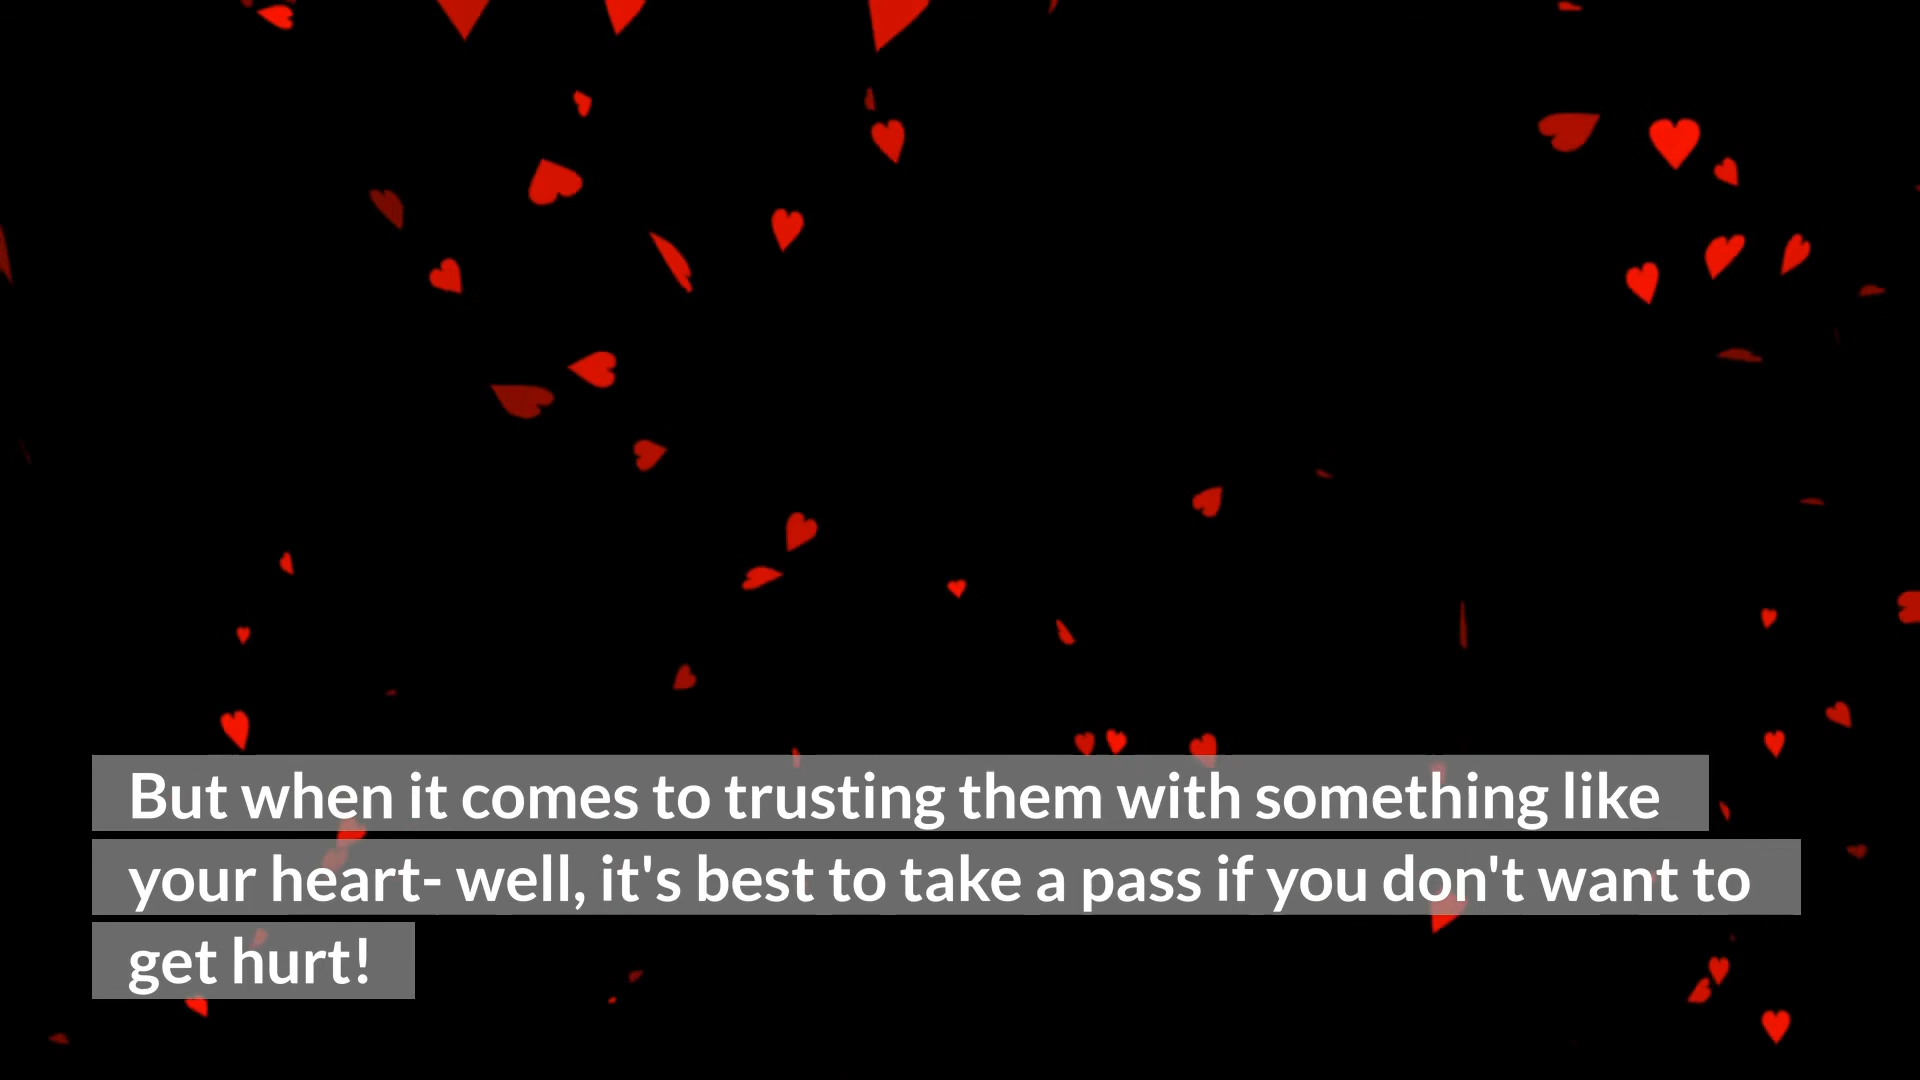 But when it comes to trusting them with something like
your heart- well, it's best to take a pass if you don't want to
get hurt!